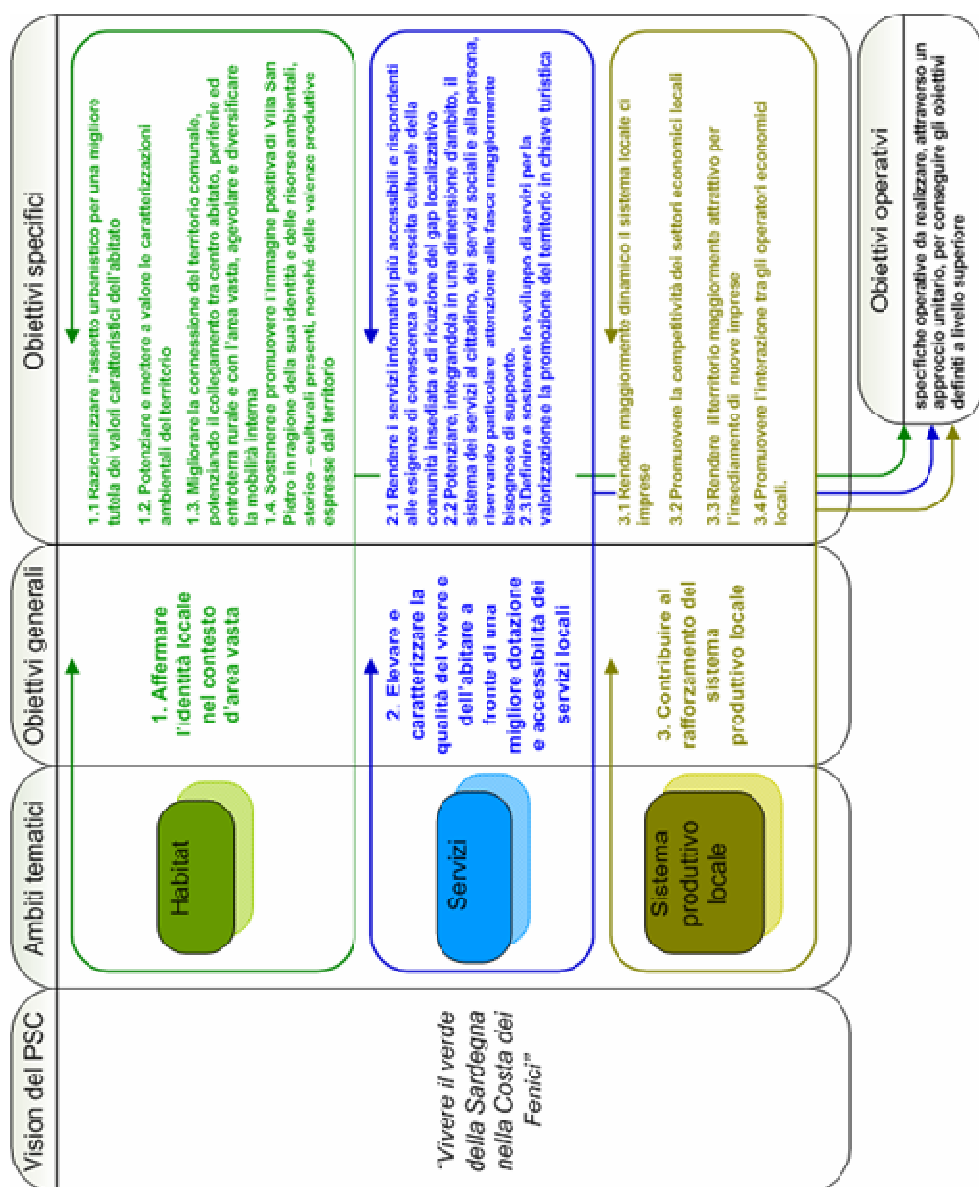 Vision del PSC
Ambiti tematici
Obiettivi generali
Obiettivi specifici
"Vivere il verde
della Sardegna
nella Costa dei
Fenici"
Habitat
1. Affermare
l'identità locale
nel contesto
d'area vasta
1.1 Razionalizzare l'assetto urbanistico per una migliore
tutela dei valori caratteristici dell'abitato
1.2. Potenziare e mettere a valore le caratterizzazioni
ambientali del territorio
1.3. Migliorare la connessione del territorio comunale,
potenziando il collegamento tra centro abitato, periferie ed
entroterra rurale e con l'area vasta, agevolare e diversificare
la mobilità interna
1.4. Sostenere e promuovere l'immagine positiva di Villa San
Pietro in ragione della sua identità e delle risorse ambientali,
storico – culturali presenti, nonché delle valenze produttive
espresse dal territorio
Servizi
2. Elevare e
caratterizzare la
qualità del vivere e
dell'abitare a
fronte di una
migliore dotazione
e accessibilità dei
servizi locali
2.1 Rendere i servizi informativi più accessibili e rispondenti
alle esigenze di conoscenza e di crescita culturale della
comunità insediata e di riduzione del gap localizzativo
2.2 Potenziare, integrandola in una dimensione d'ambito, il
sistema dei servizi al cittadino, dei servizi sociali e alla persona,
riservando particolare attenzione alle fasce maggiormente
bisognose di supporto.
2.3 Definire e sostenere lo sviluppo di servizi per la
valorizzazione la promozione del territorio in chiave turistica
Sistema
produttivo
locale
3. Contribuire al
rafforzamento del
sistema
produttivo locale
3.1 Rendere maggiormente dinamico il sistema locale di
imprese
3.2 Promuovere la competitività dei settori economici locali
3.3 Rendere il territorio maggiormente attrattivo per
l'insediamento di nuove imprese
3.4 Promuovere l'interazione tra gli operatori economici
locali.
Obiettivi operativi
specifiche operative da realizzare, attraverso un
approccio unitario, per conseguire gli obiettivi
definiti a livello superiore